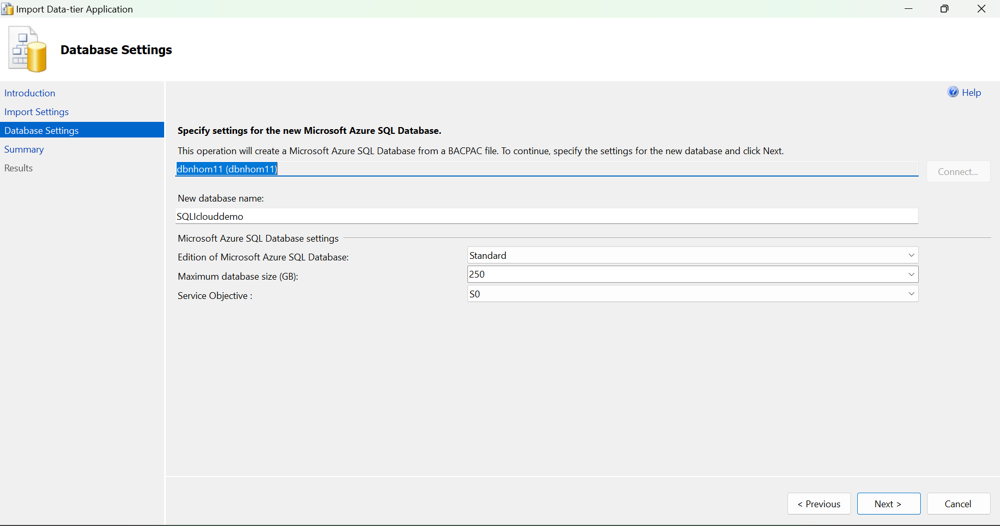 Import Data-tier Application
Database Settings
Introduction
Import Settings
Database Settings
Summary
Results
Help
Specify settings for the new Microsoft Azure SQL Database.
This operation will create a Microsoft Azure SQL Database from a BACPAC file. To continue, specify the settings for the new database and click Next.
dbnhom11 (dbnhom11)
Connect...
New database name:
SQLIclouddemo
Microsoft Azure SQL Database settings
Edition of Microsoft Azure SQL Database:
Standard
Maximum database size (GB):
250
Service Objective :
S0
< Previous
Next >
Cancel